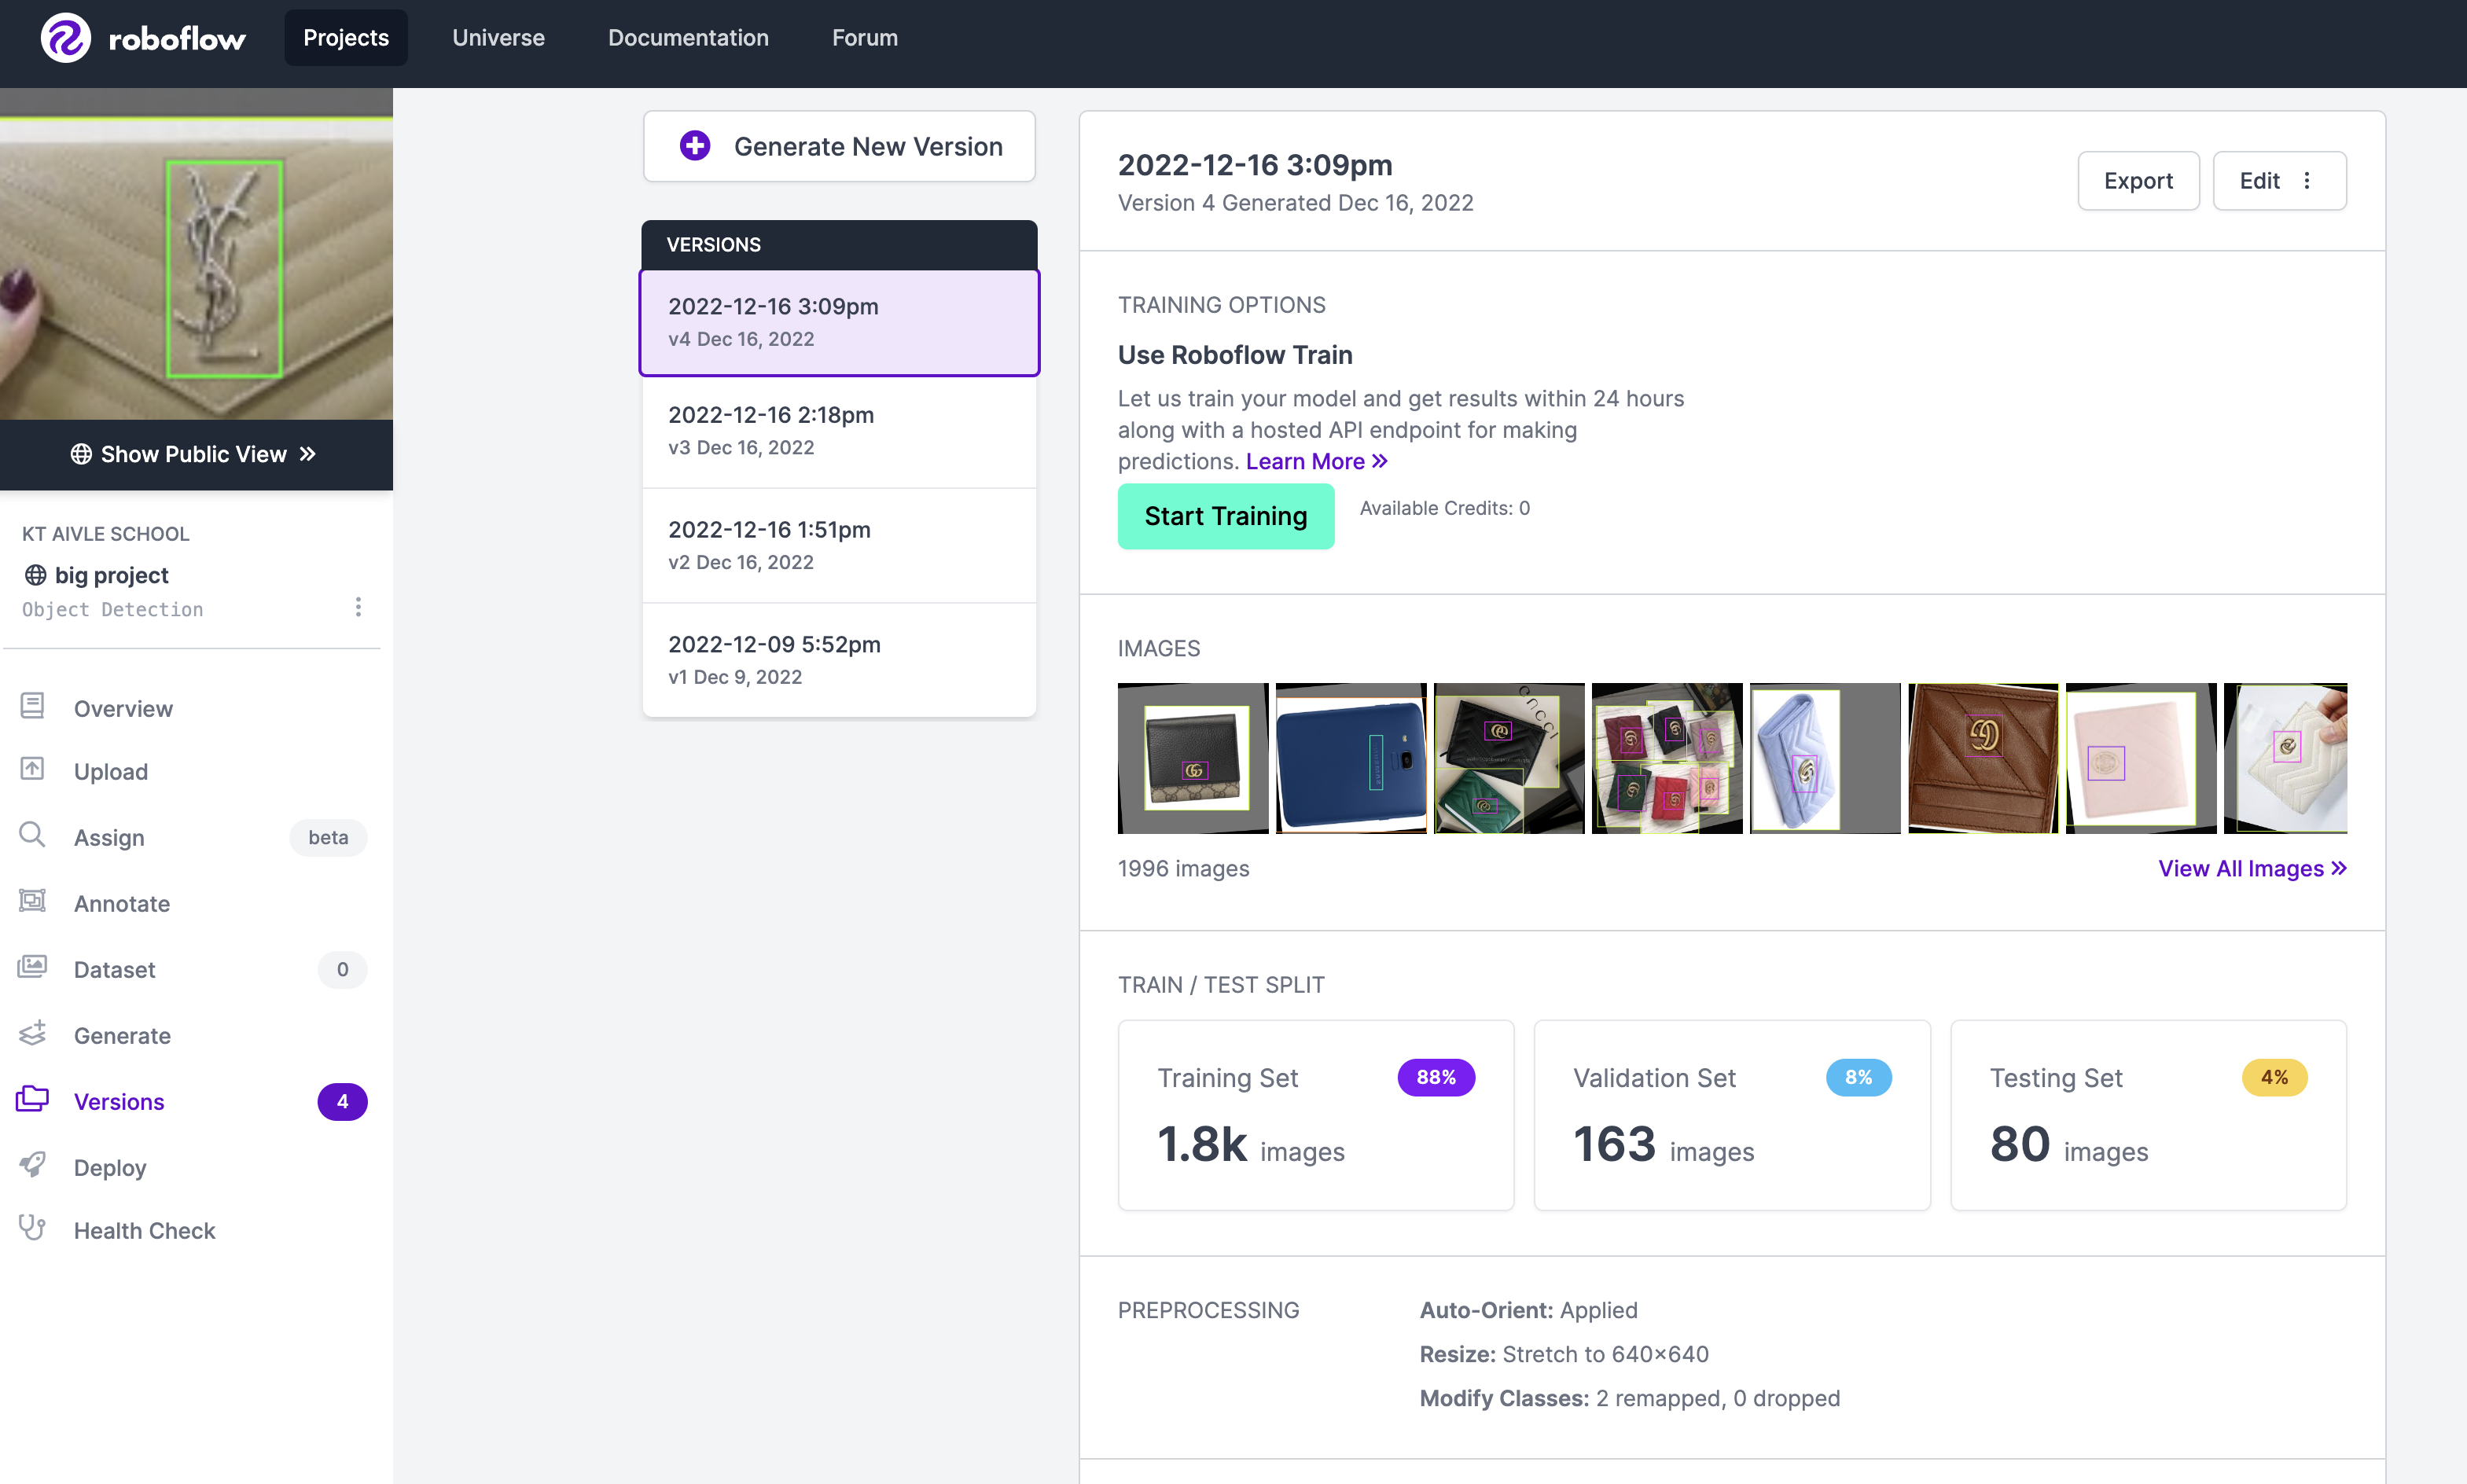 roboflow
Projects
Universe
Documentation
Forum
Show Public View
KT AIVLE SCHOOL
big project
Object Detection
Overview
Upload
Assign
beta
Annotate
Dataset
0
Generate
Versions
4
Deploy
Health Check
Generate New Version
VERSIONS
2022-12-16 3:09pm
v4 Dec 16, 2022
2022-12-16 2:18pm
v3 Dec 16, 2022
2022-12-16 1:51pm
v2 Dec 16, 2022
2022-12-09 5:52pm
v1 Dec 9, 2022
2022-12-16 3:09pm
Version 4 Generated Dec 16, 2022
Export
Edit
TRAINING OPTIONS
Use Roboflow Train
Let us train your model and get results within 24 hours
along with a hosted API endpoint for making
predictions. Learn More
Start Training
Available Credits: 0
IMAGES
1996 images
View All Images
TRAIN / TEST SPLIT
Training Set
88%
1.8k images
Validation Set
8%
163 images
Testing Set
4%
80 images
PREPROCESSING
Auto-Orient: Applied
Resize: Stretch to 640×640
Modify Classes: 2 remapped, 0 dropped